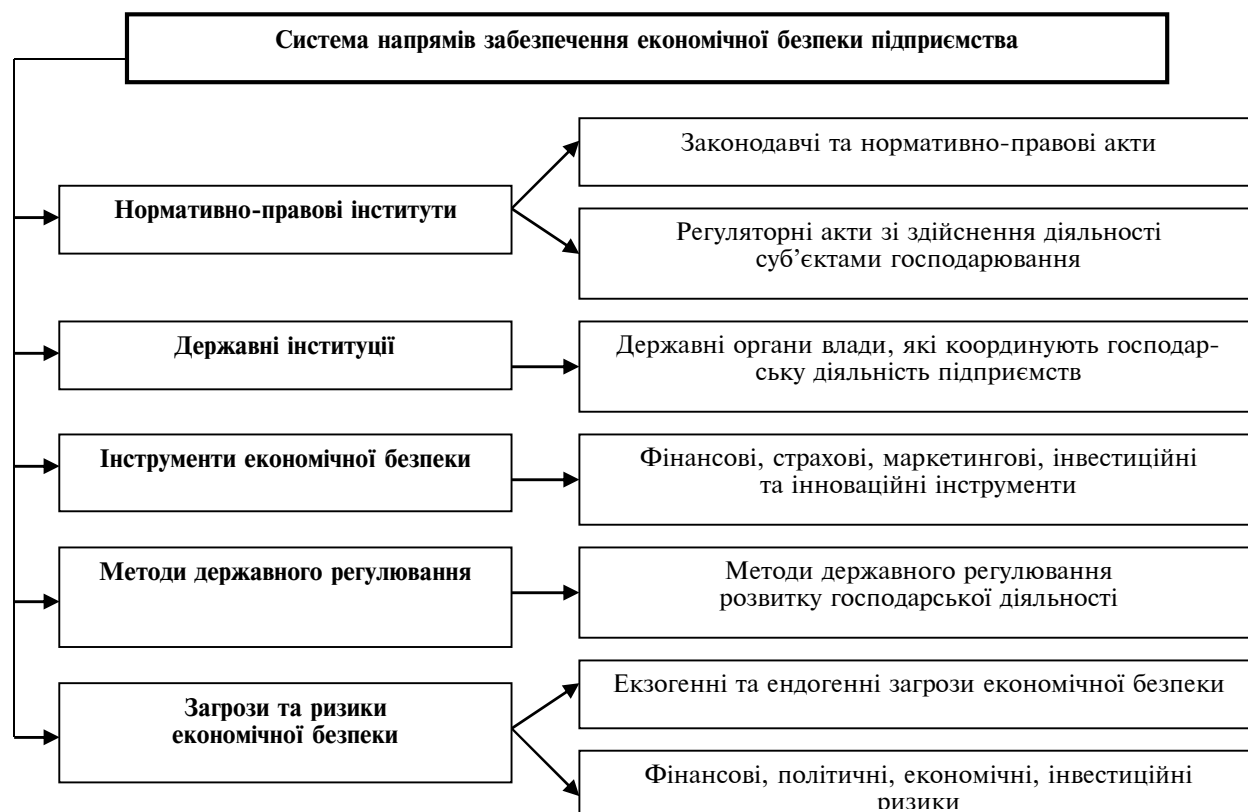 Система напрямів забезпечення економічної безпеки підприємства
Законодавчі та нормативно-правові акти
Нормативно-правові інститути
Регуляторні акти зі здійснення діяльності
суб’єктами господарювання
Державні інституції
Державні органи влади, які координують господар-
ську діяльність підприємств
Інструменти економічної безпеки
Фінансові, страхові, маркетингові, інвестиційні
та інноваційні інструменти
Методи державного регулювання
Методи державного регулювання
розвитку господарської діяльності
Загрози та ризики
економічної безпеки
Екзогенні та ендогенні загрози економічної безпеки
Фінансові, політичні, економічні, інвестиційні
ризики